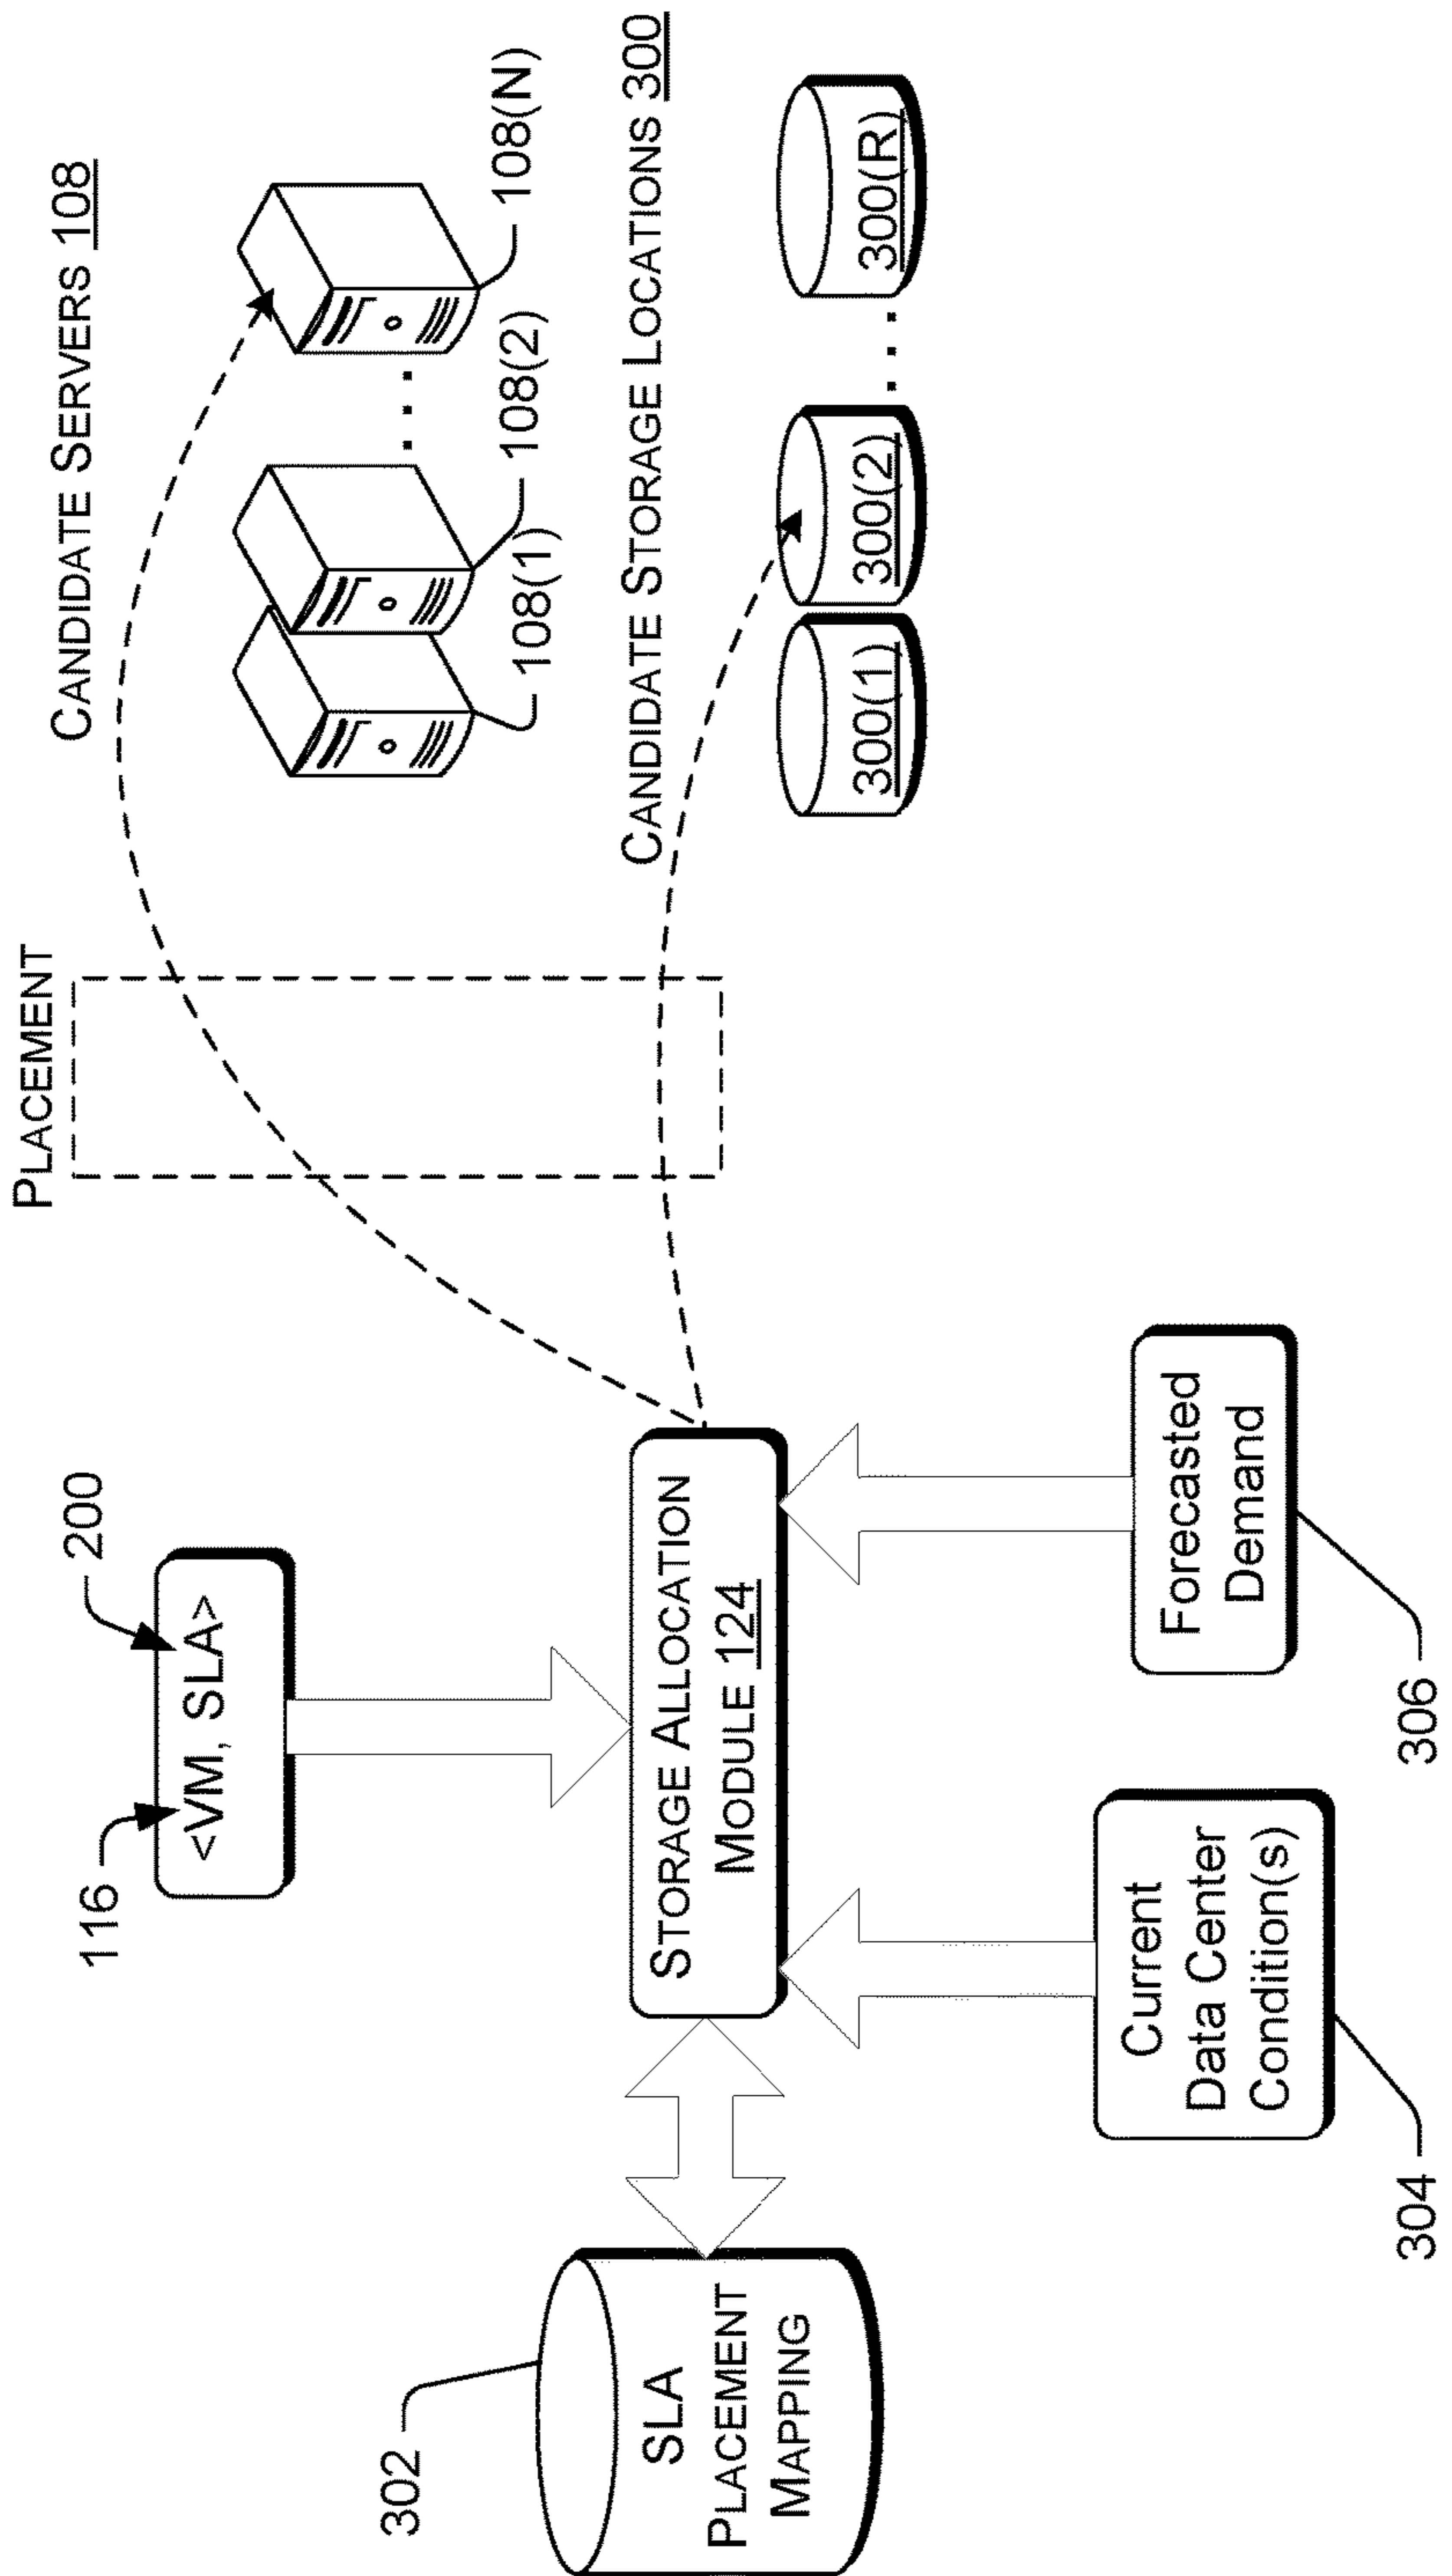 PLACEMENT
CANDIDATE SERVERS 108
108(1)
108(2)
108(N)
. . .
CANDIDATE STORAGE LOCATIONS 300
300(1)
300(2)
. . .
300(R)
116
200
<VM, SLA>
302
SLA
PLACEMENT
MAPPING
STORAGE ALLOCATION
MODULE 124
Current
Data Center
Condition(s)
304
Forecasted
Demand
306